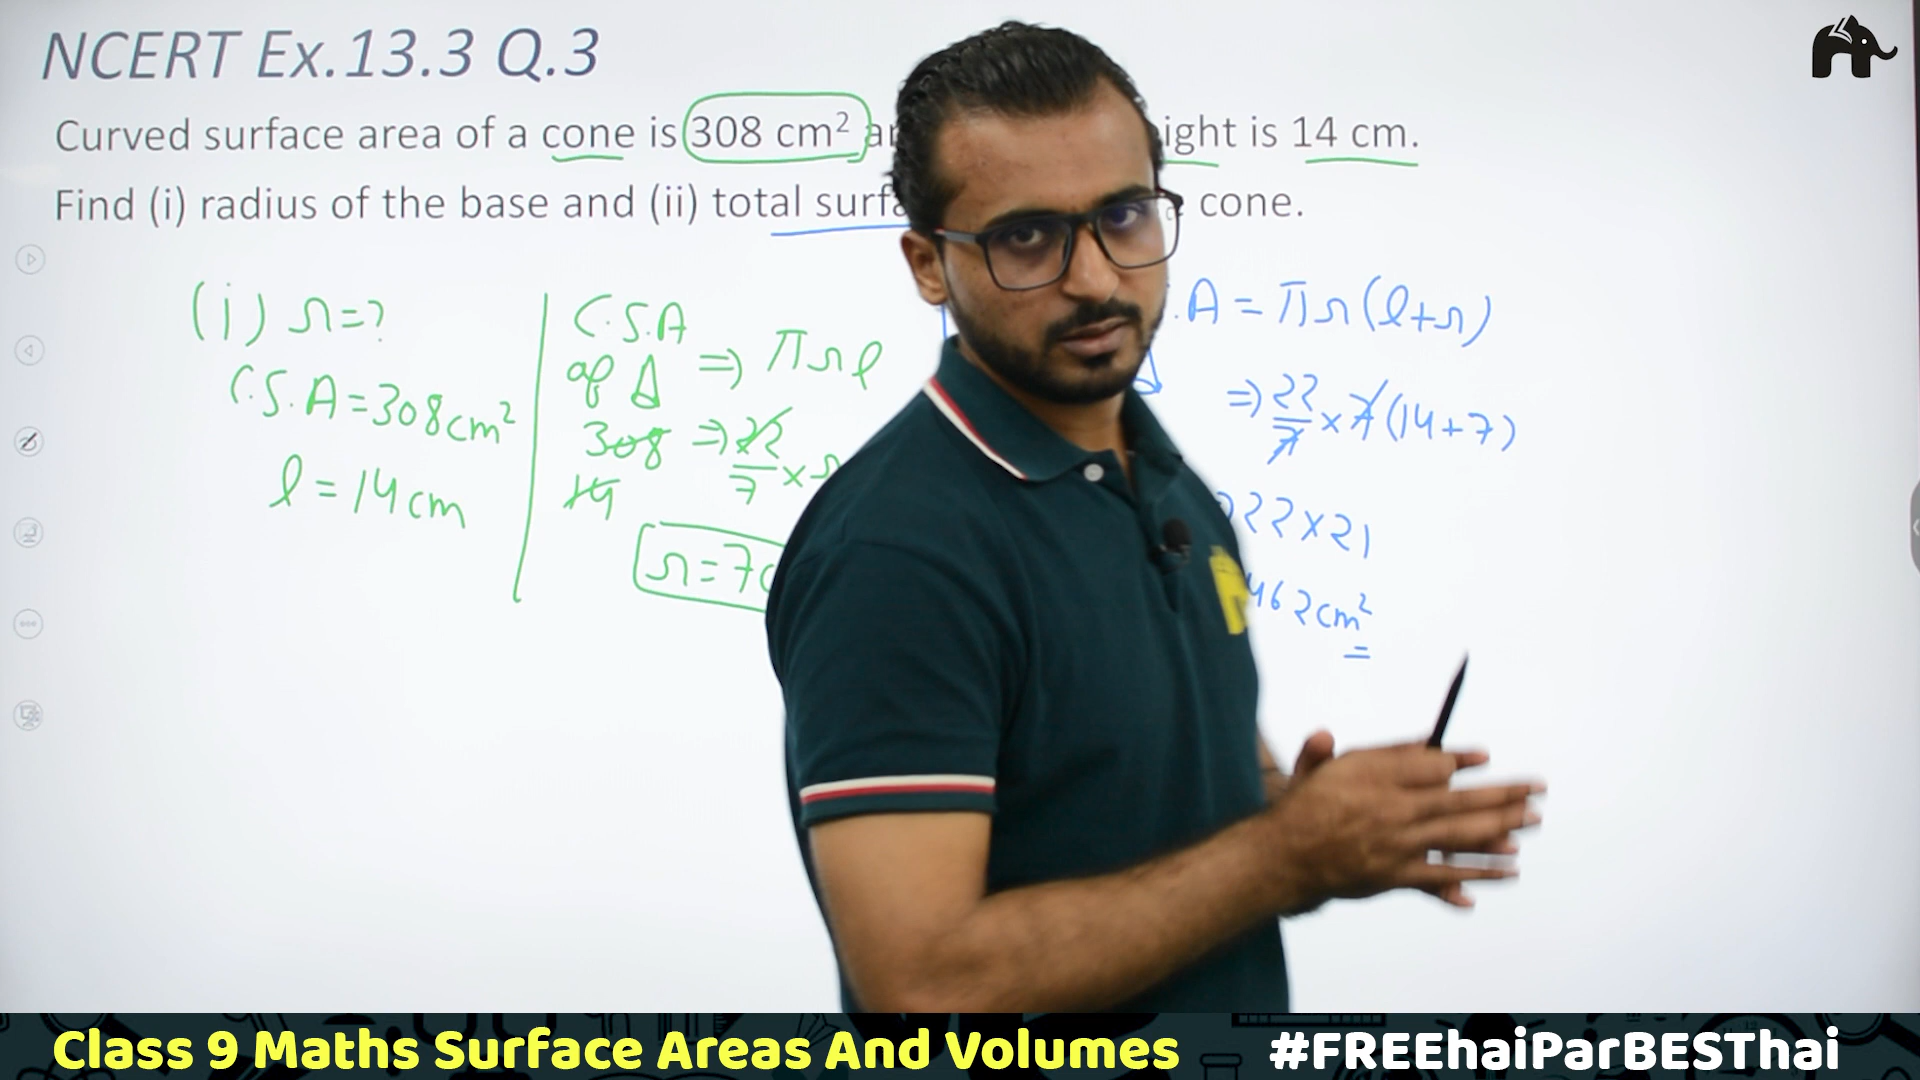 NCERT Ex.13.3 Q.3
Curved surface area of a cone is 308 cm² ight is 14 cm.
Find (i) radius of the base and (ii) total surf cone.
(i) r=?
C.S.A=308cm²
l=14cm
C.S.A
of Δ ⇒ πrl
308 ⇒ 22/7 × r
14
r=7c
.A = πr(l+r)
⇒ 22/7 × 7(14+7)
22×21
462cm²
Class 9 Maths Surface Areas And Volumes #FREEhaiParBESThai